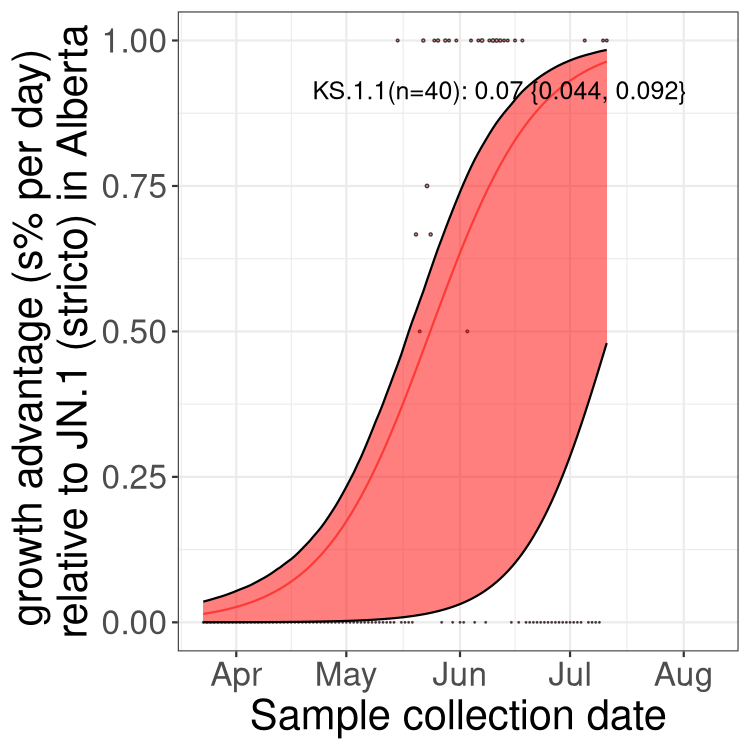 growth advantage (s% per day)
relative to JN.1 (stricto) in Alberta
1.00
0.75
0.50
0.25
0.00
KS.1.1(n=40): 0.07 {0.044, 0.092}
Apr May Jun Jul Aug
Sample collection date